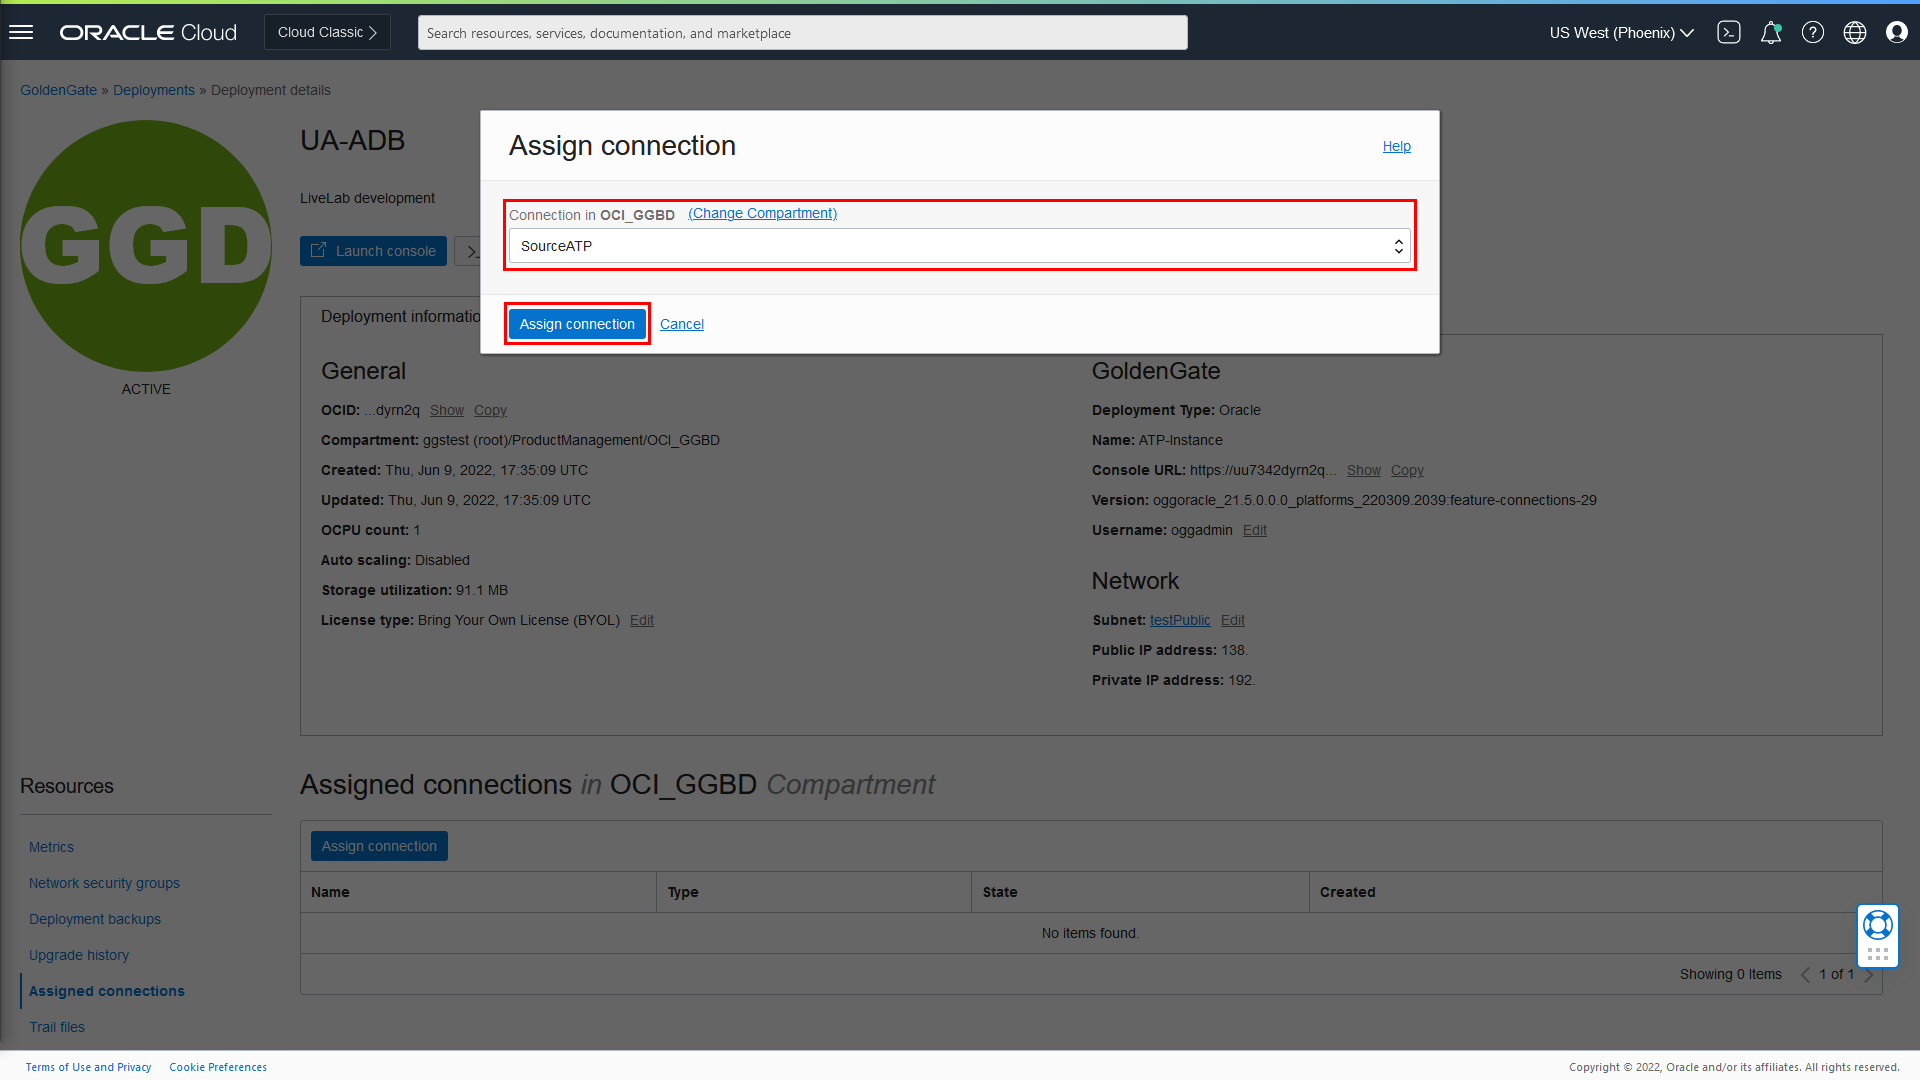 ORACLE Cloud
Cloud Classic
Search resources, services, documentation, and marketplace
US West (Phoenix)
GoldenGate » Deployments » Deployment details
GGD
ACTIVE
UA-ADB
LiveLab development
Launch console
Assign connection
Help
Connection in OCI_GGBD (Change Compartment)
SourceATP
Assign connection
Cancel
Deployment informatio
General
OCID: ...dyrn2q Show Copy
Compartment: ggstest (root)/ProductManagement/OCI_GGBD
Created: Thu, Jun 9, 2022, 17:35:09 UTC
Updated: Thu, Jun 9, 2022, 17:35:09 UTC
OCPU count: 1
Auto scaling: Disabled
Storage utilization: 91.1 MB
License type: Bring Your Own License (BYOL) Edit
GoldenGate
Deployment Type: Oracle
Name: ATP-Instance
Console URL: https://uu7342dyrn2q... Show Copy
Version: oggoracle_21.5.0.0.0_platforms_220309.2039:feature-connections-29
Username: oggadmin Edit
Network
Subnet: testPublic Edit
Public IP address: 138.
Private IP address: 192.
Resources
Metrics
Network security groups
Deployment backups
Upgrade history
Assigned connections
Trail files
Assigned connections in OCI_GGBD Compartment
Assign connection
Name Type State Created
No items found.
Showing 0 Items 1 of 1
Terms of Use and Privacy Cookie Preferences
Copyright © 2022, Oracle and/or its affiliates. All rights reserved.